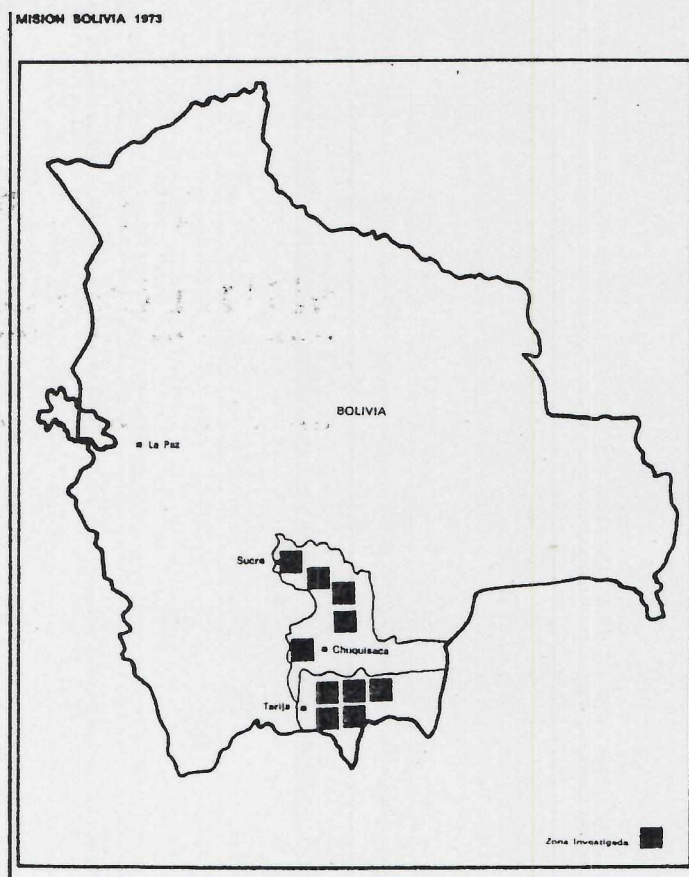 MISION BOLIVIA 1973
BOLIVIA
La Paz
Sucre
Chuquisaca
Tarija
Zona Investigada